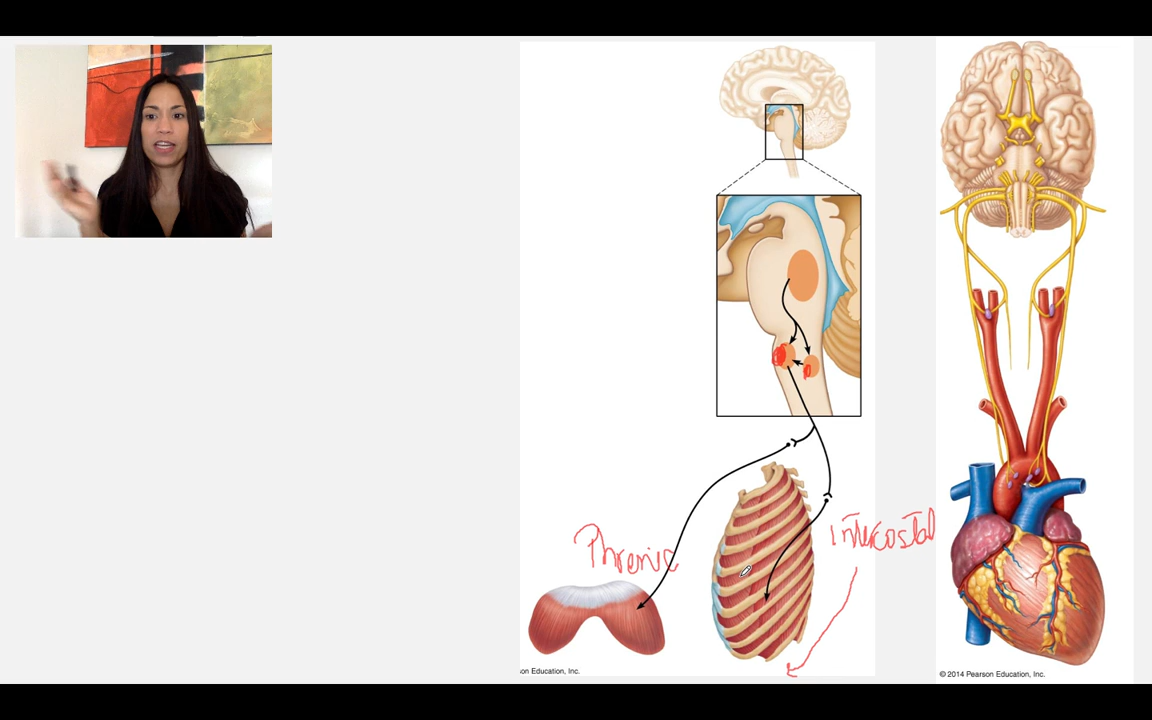 Phrenic
Intercostal
on Education, Inc.
© 2014 Pearson Education, Inc.